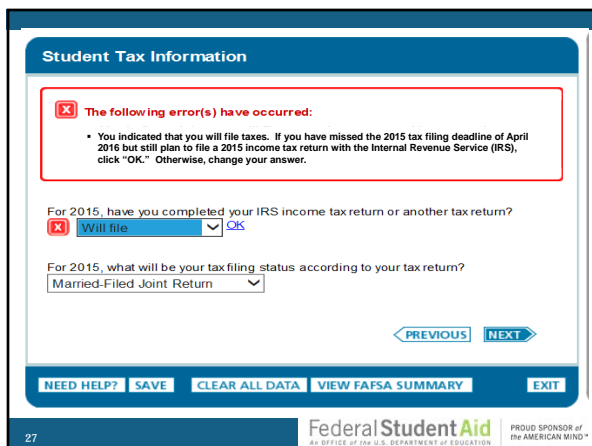 Student Tax Information
The following error(s) have occurred:
▪ You indicated that you will file taxes. If you have missed the 2015 tax filing deadline of April
2016 but still plan to file a 2015 income tax return with the Internal Revenue Service (IRS),
click “OK.” Otherwise, change your answer.
For 2015, have you completed your IRS income tax return or another tax return?
Will file OK
For 2015, what will be your tax filing status according to your tax return?
Married-Filed Joint Return
PREVIOUS NEXT
NEED HELP? SAVE CLEAR ALL DATA VIEW FAFSA SUMMARY EXIT
27
Federal Student Aid
An OFFICE of the U.S. DEPARTMENT of EDUCATION
PROUD SPONSOR of
the AMERICAN MIND™